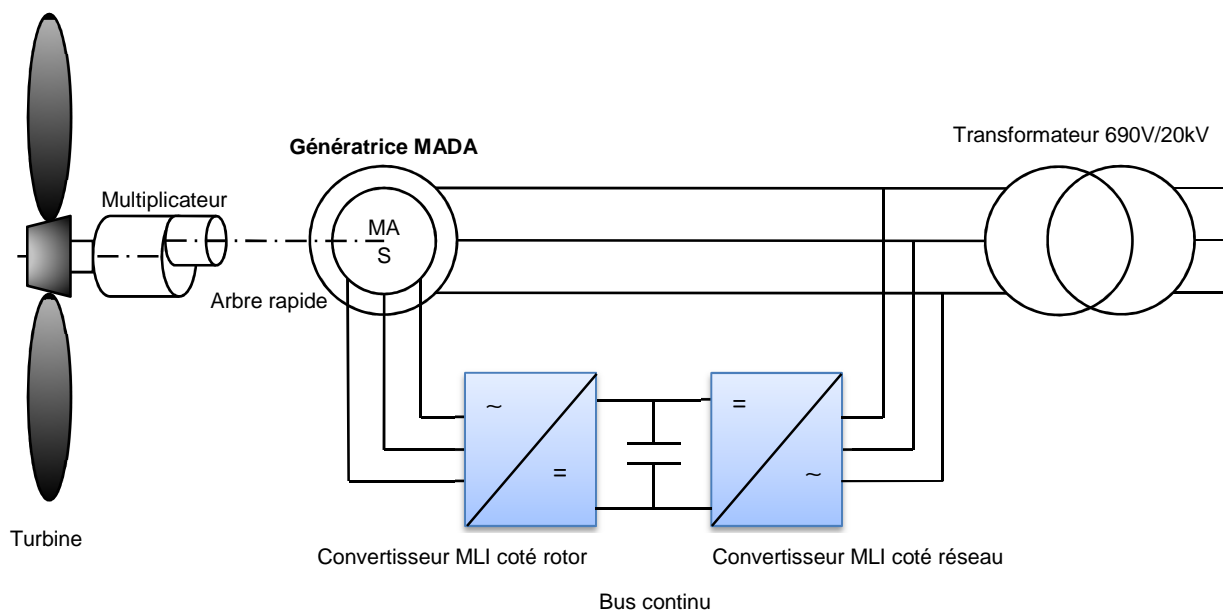 Transformateur 690V/20kV
Génératrice MADA
Multiplicateur
MA
S
Arbre rapide
~
=
=
~
Turbine
Convertisseur MLI coté rotor
Convertisseur MLI coté réseau
Bus continu